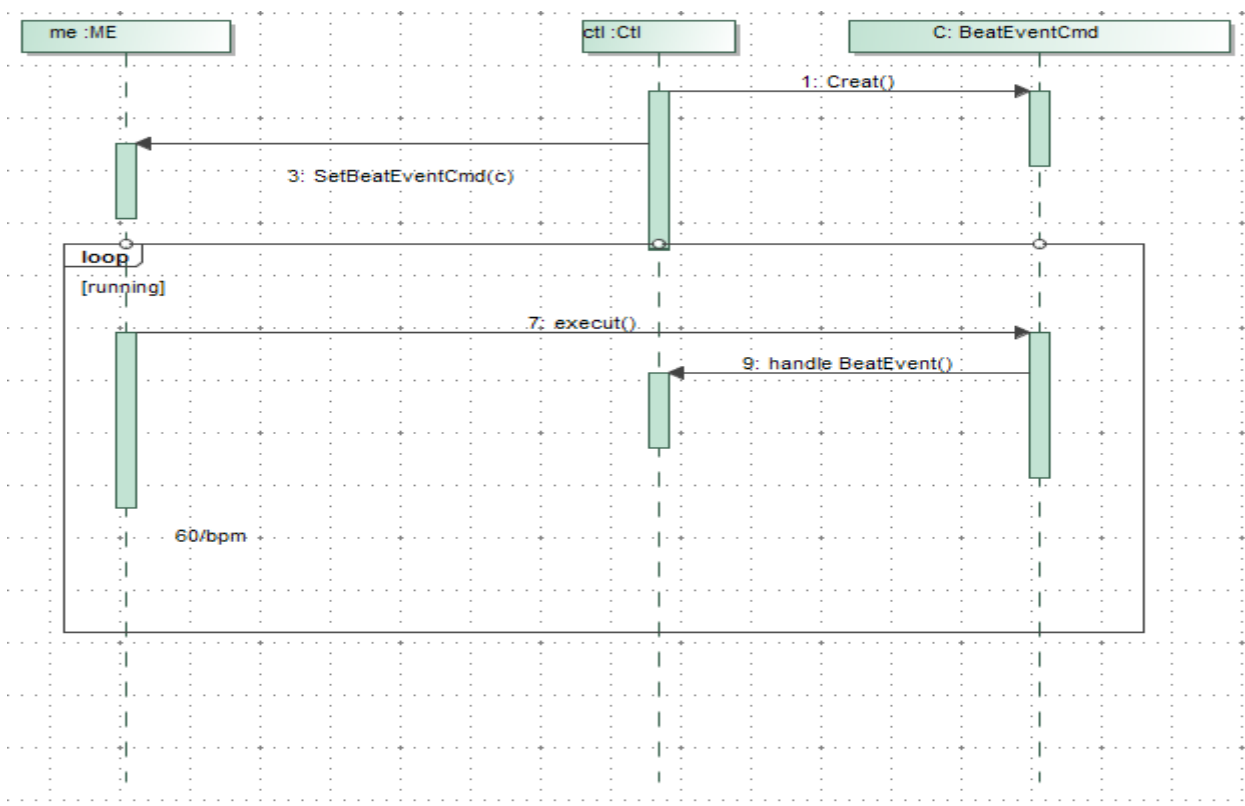 me :ME
ctl :Ctl
C: BeatEventCmd
1: Creat()
3: SetBeatEventCmd(c)
loop
[running]
7: execut()
9: handle BeatEvent()
60/bpm